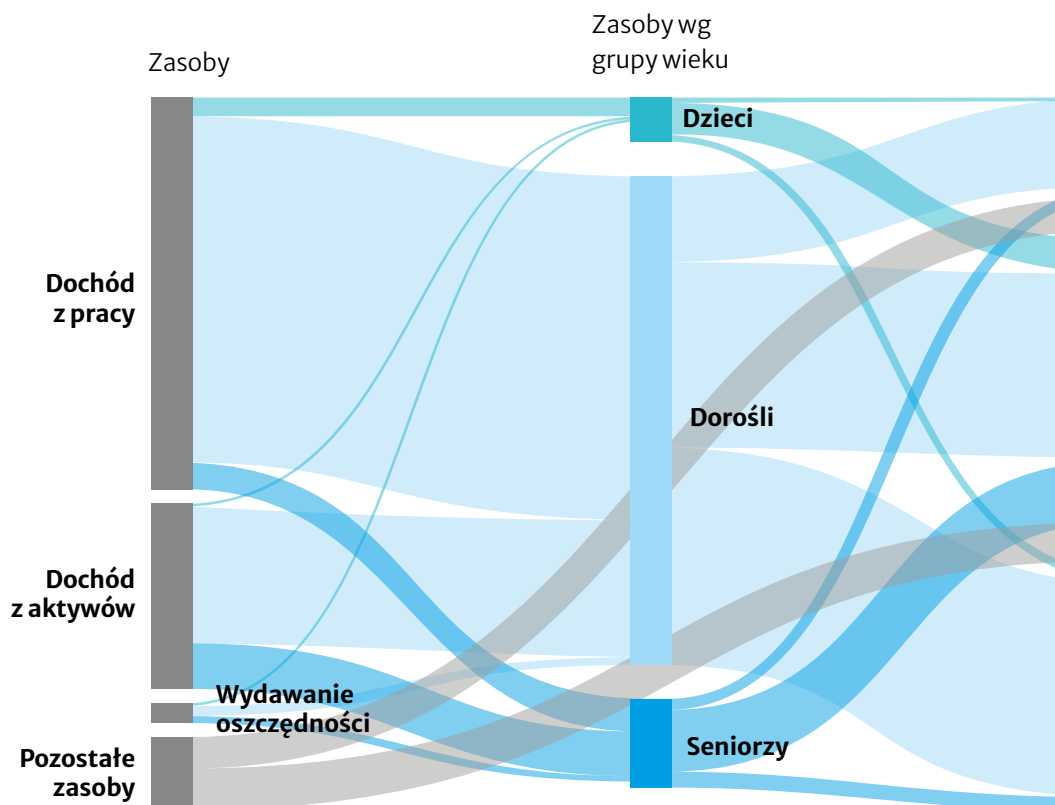 Zasoby
Zasoby wg
grupy wieku
Dzieci
Dochód
z pracy
Dorośli
Dochód
z aktywów
Wydawanie
oszczędności
Seniorzy
Pozostałe
zasoby